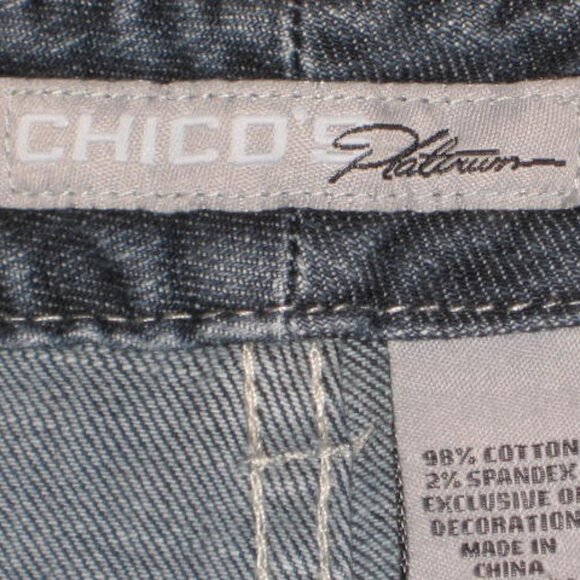 CHICO'S Platinum
98% COTTON
2% SPANDEX
EXCLUSIVE OF
DECORATION
MADE IN
CHINA